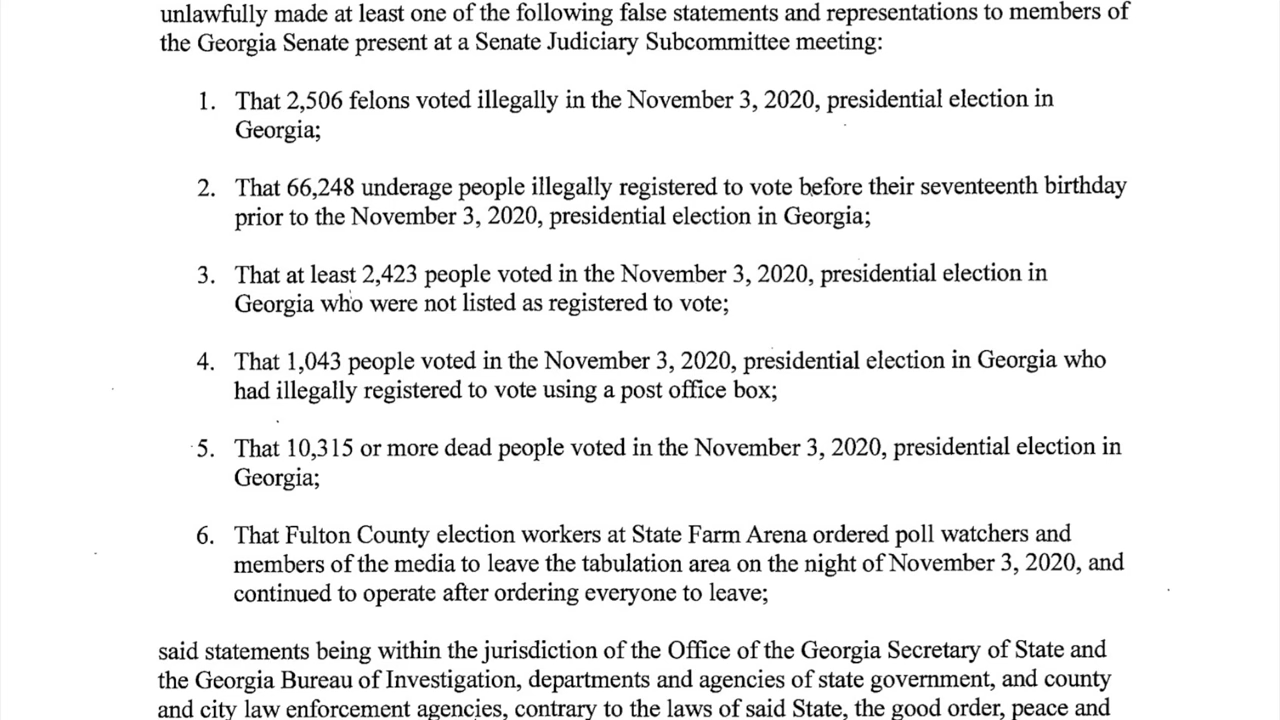 unlawfully made at least one of the following false statements and representations to members of
the Georgia Senate present at a Senate Judiciary Subcommittee meeting:
1. That 2,506 felons voted illegally in the November 3, 2020, presidential election in
Georgia;
2. That 66,248 underage people illegally registered to vote before their seventeenth birthday
prior to the November 3, 2020, presidential election in Georgia;
3. That at least 2,423 people voted in the November 3, 2020, presidential election in
Georgia who were not listed as registered to vote;
4. That 1,043 people voted in the November 3, 2020, presidential election in Georgia who
had illegally registered to vote using a post office box;
5. That 10,315 or more dead people voted in the November 3, 2020, presidential election in
Georgia;
6. That Fulton County election workers at State Farm Arena ordered poll watchers and
members of the media to leave the tabulation area on the night of November 3, 2020, and
continued to operate after ordering everyone to leave;
said statements being within the jurisdiction of the Office of the Georgia Secretary of State and
the Georgia Bureau of Investigation, departments and agencies of state government, and county
and city law enforcement agencies, contrary to the laws of said State, the good order, peace and